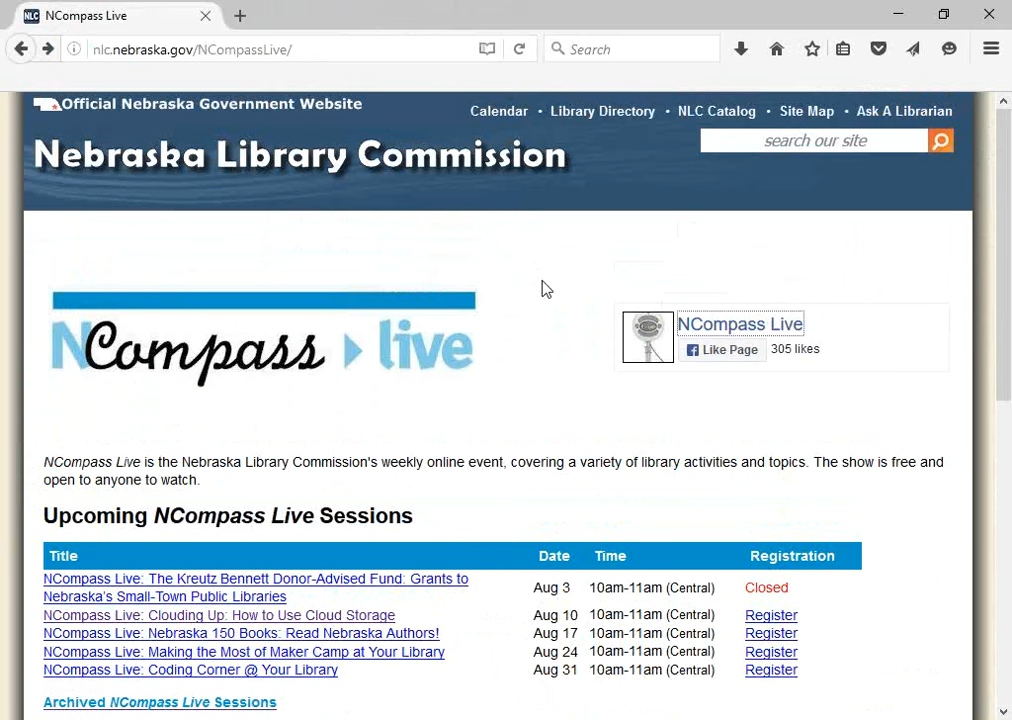 NLC NCompass Live
nlc.nebraska.gov/NCompassLive/
Search
Official Nebraska Government Website
Calendar • Library Directory • NLC Catalog • Site Map • Ask A Librarian
Nebraska Library Commission
search our site
NCompass live
NCompass Live
Like Page 305 likes
NCompass Live is the Nebraska Library Commission's weekly online event, covering a variety of library activities and topics. The show is free and
open to anyone to watch.
Upcoming NCompass Live Sessions
Title Date Time Registration
NCompass Live: The Kreutz Bennett Donor-Advised Fund: Grants to
Nebraska's Small-Town Public Libraries Aug 3 10am-11am (Central) Closed
NCompass Live: Clouding Up: How to Use Cloud Storage Aug 10 10am-11am (Central) Register
NCompass Live: Nebraska 150 Books: Read Nebraska Authors! Aug 17 10am-11am (Central) Register
NCompass Live: Making the Most of Maker Camp at Your Library Aug 24 10am-11am (Central) Register
NCompass Live: Coding Corner @ Your Library Aug 31 10am-11am (Central) Register
Archived NCompass Live Sessions